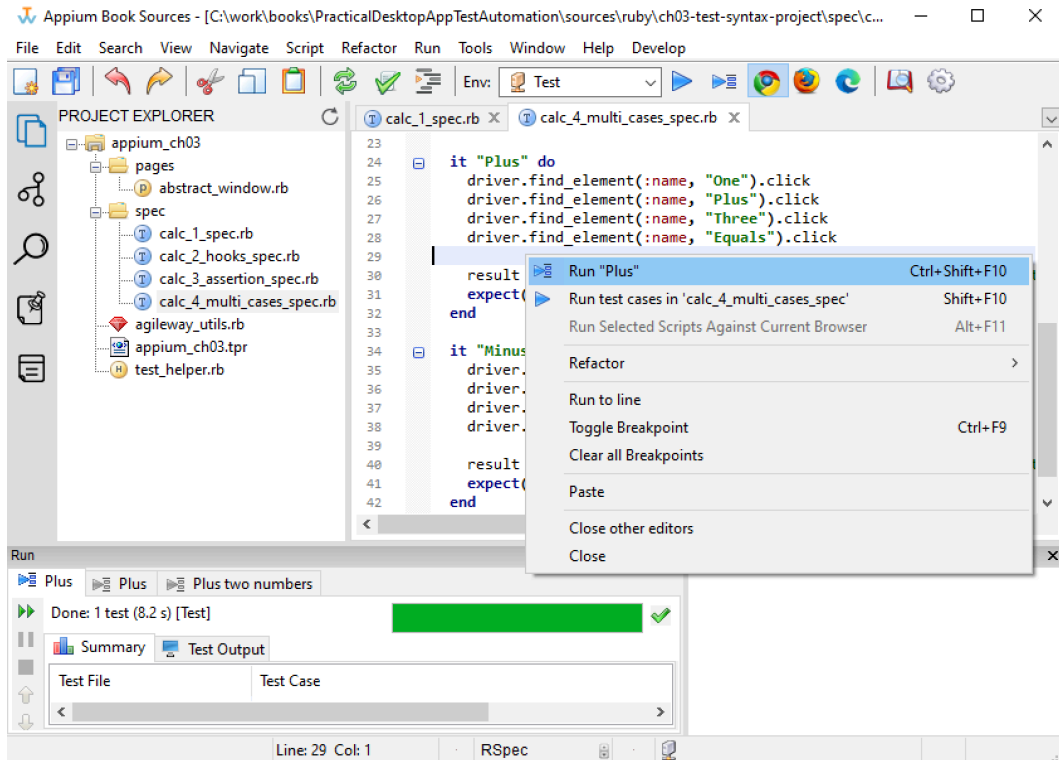 Appium Book Sources - [C:\work\books\PracticalDesktopAppTestAutomation\sources\ruby\ch03-test-syntax-project\spec\c...
File Edit Search View Navigate Script Refactor Run Tools Window Help Develop
Env: Test
PROJECT EXPLORER
appium_ch03
pages
abstract_window.rb
spec
calc_1_spec.rb
calc_2_hooks_spec.rb
calc_3_assertion_spec.rb
calc_4_multi_cases_spec.rb
agileway_utils.rb
appium_ch03.tpr
test_helper.rb
calc_1_spec.rb calc_4_multi_cases_spec.rb
23
24 it "Plus" do
25 driver.find_element(:name, "One").click
26 driver.find_element(:name, "Plus").click
27 driver.find_element(:name, "Three").click
28 driver.find_element(:name, "Equals").click
29
30 result
31 expect(
32 end
33
34 it "Minus
35 driver.
36 driver.
37 driver.
38 driver.
39
40 result
41 expect(
42 end
Run "Plus" Ctrl+Shift+F10
Run test cases in 'calc_4_multi_cases_spec' Shift+F10
Run Selected Scripts Against Current Browser Alt+F11
Refactor
Run to line
Toggle Breakpoint Ctrl+F9
Clear all Breakpoints
Paste
Close other editors
Close
Run
Plus Plus Plus two numbers
Done: 1 test (8.2 s) [Test]
Summary Test Output
Test File Test Case
Line: 29 Col: 1 RSpec